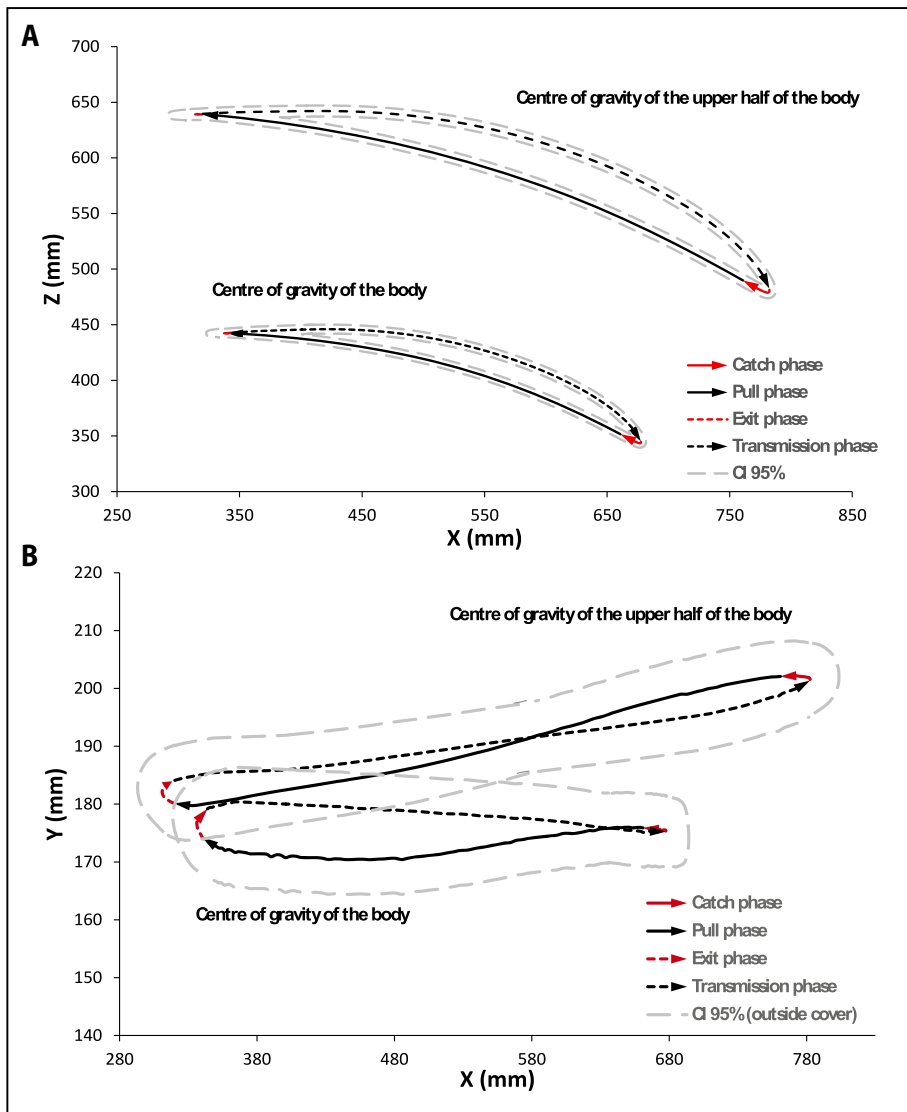 A
700
650
600
550
500
450
400
350
300
Z (mm)
Centre of gravity of the upper half of the body
Centre of gravity of the body
Catch phase
Pull phase
Exit phase
Transmission phase
CI 95%
250 350 450 550 650 750 850
X (mm)
B
220
210
200
190
180
170
160
150
140
Y (mm)
Centre of gravity of the upper half of the body
Centre of gravity of the body
Catch phase
Pull phase
Exit phase
Transmission phase
CI 95% (outside cover)
280 380 480 580 680 780
X (mm)